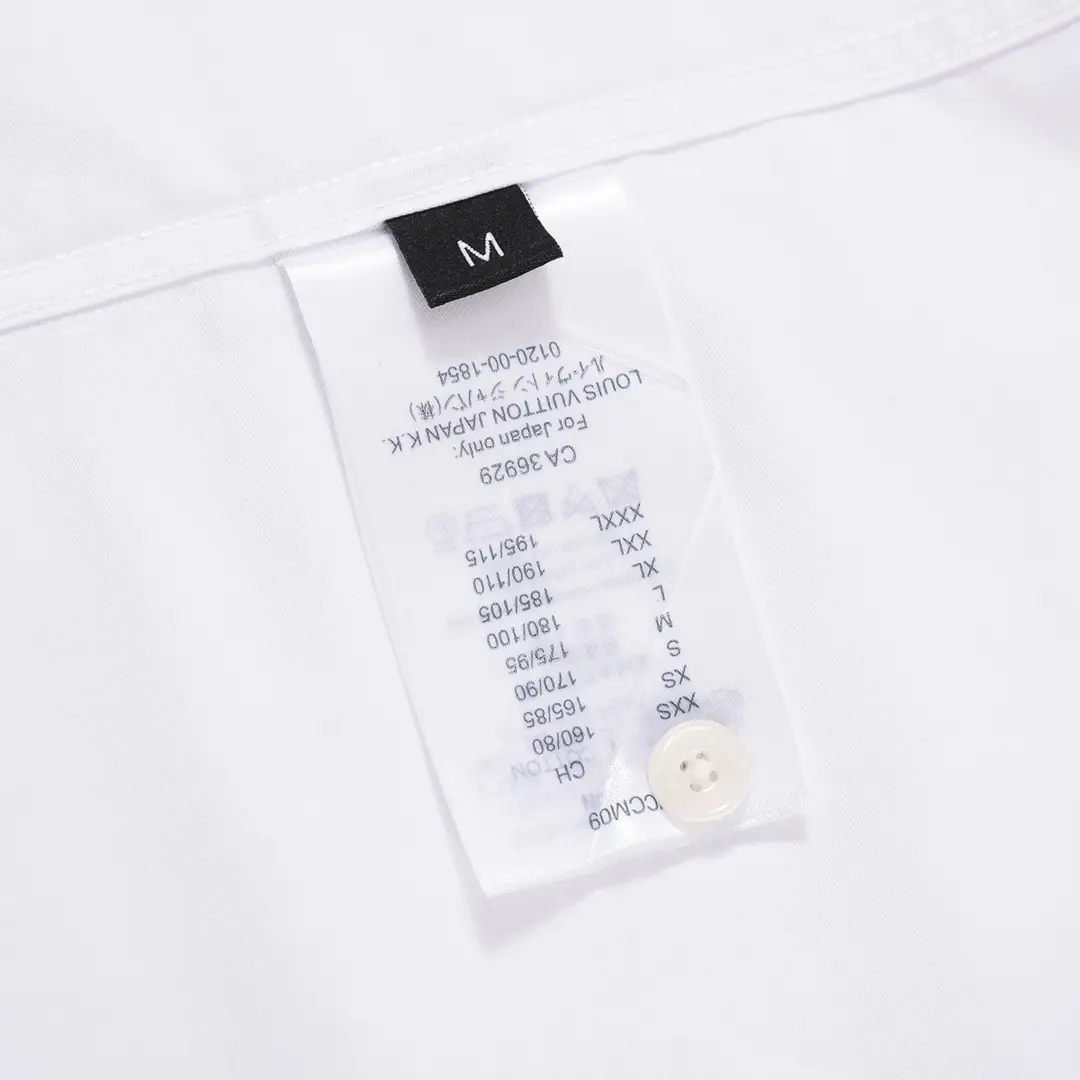 M
CCM09
CH
XXS 160/80
XS 165/85
S 170/90
M 175/95
L 180/100
XL 185/105
XXL 190/110
XXXL 195/115
CA 36929
For Japan only:
LOUIS VUITTON JAPAN K.K.
ルイ・ヴィトン ジャパン(株)
0120-00-1854